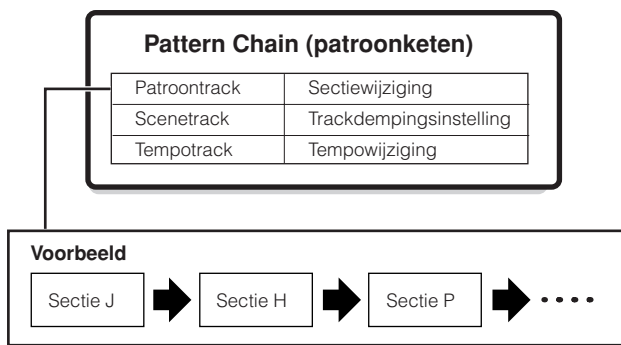 Pattern Chain (patroonketen)
Patroontrack Sectiewijziging
Scenetrack Trackdempingsinstelling
Tempotrack Tempowijziging
Voorbeeld
Sectie J Sectie H Sectie P ....